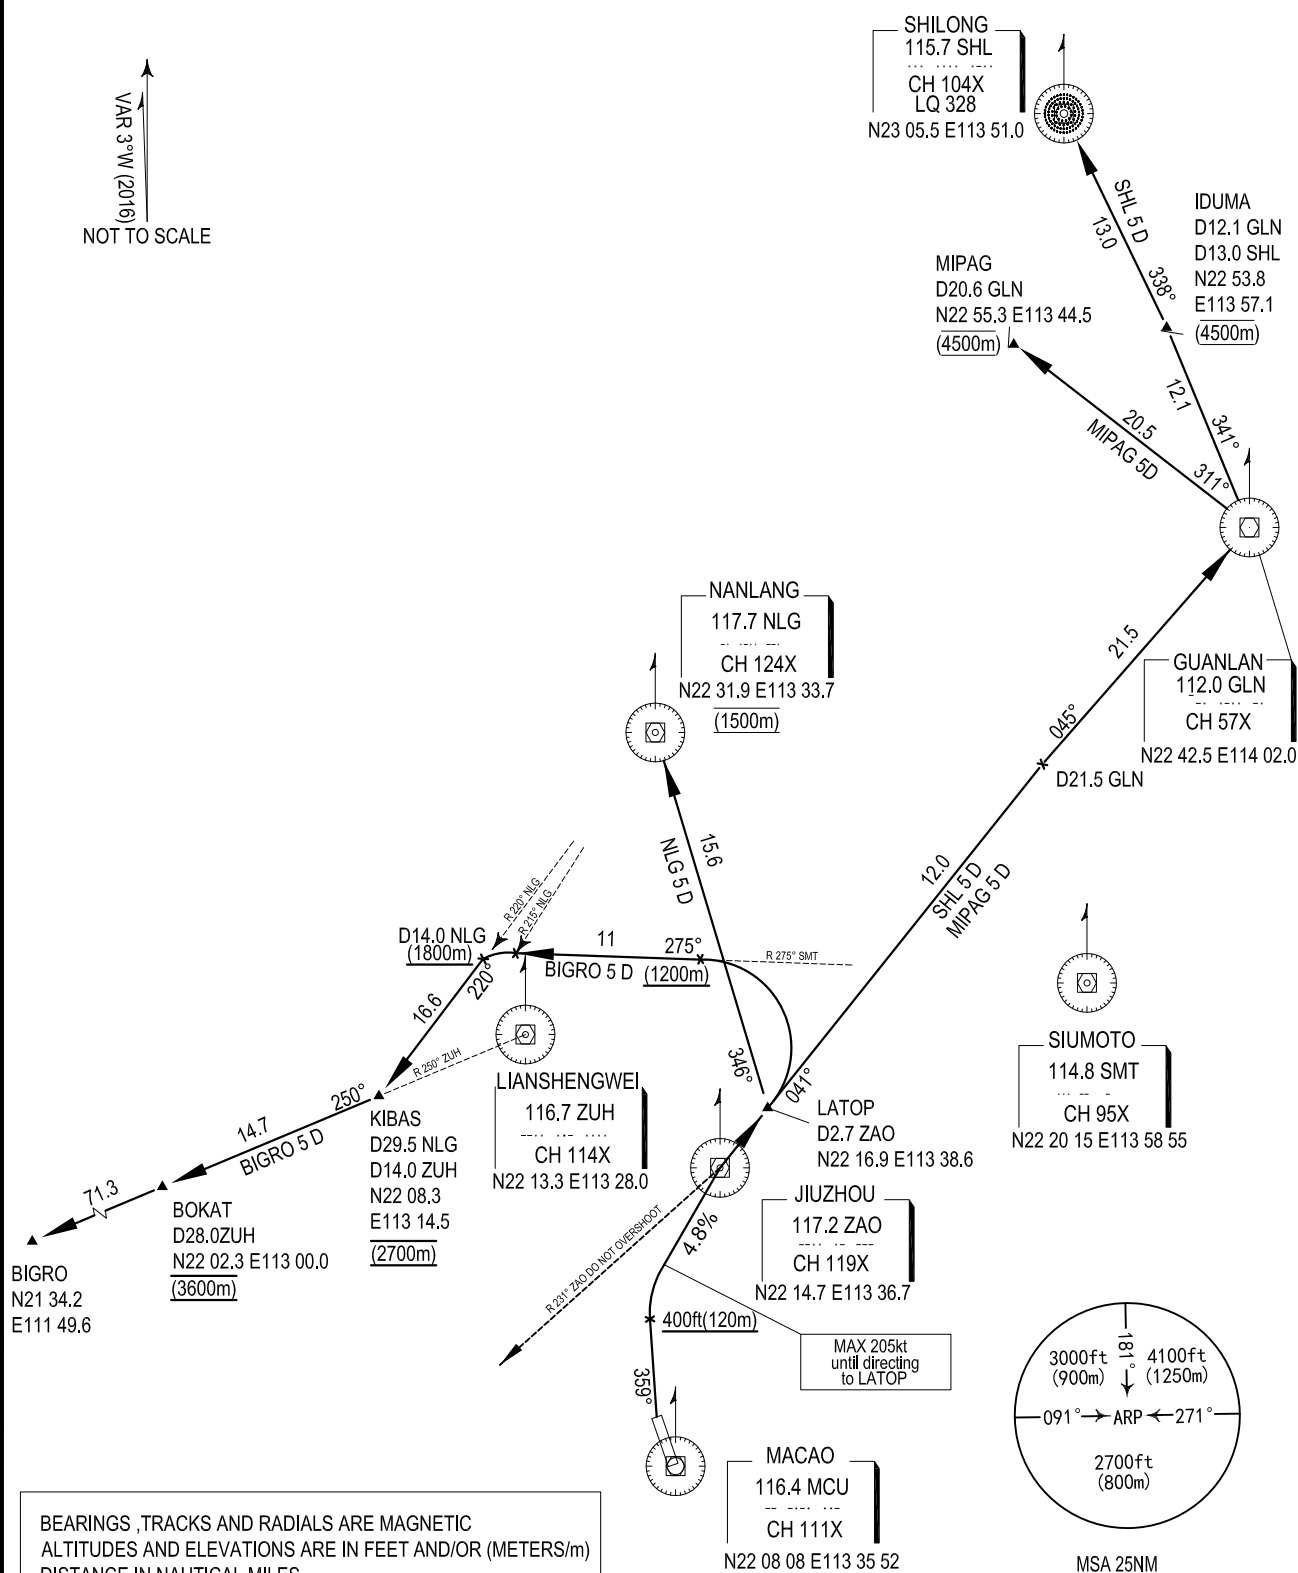 SHILONG
115.7 SHL
CH 104X
LQ 328
N23 05.5 E113 51.0
VAR 3°W (2016)
NOT TO SCALE
SHL 5 D
13.0
338°
IDUMA
D12.1 GLN
D13.0 SHL
N22 53.8
E113 57.1
(4500m)
MIPAG
D20.6 GLN
N22 55.3 E113 44.5
(4500m)
12.1
341°
20.5
MIPAG 5D
311°
NANLANG
117.7 NLG
CH 124X
N22 31.9 E113 33.7
(1500m)
GUANLAN
112.0 GLN
CH 57X
N22 42.5 E114 02.0
21.5
045°
D21.5 GLN
15.6
NLG 5 D
346°
12.0
SHL 5 D
MIPAG 5 D
041°
R 220° NLG
R 215° NLG
D14.0 NLG
(1800m)
11
275°
BIGRO 5 D
(1200m)
R 275° SMT
220°
16.6
R 250° ZUH
SIUMOTO
114.8 SMT
CH 95X
N22 20 15 E113 58 55
LIANSHENGWEI
116.7 ZUH
CH 114X
N22 13.3 E113 28.0
LATOP
D2.7 ZAO
N22 16.9 E113 38.6
250°
14.7
BIGRO 5 D
KIBAS
D29.5 NLG
D14.0 ZUH
N22 08.3
E113 14.5
(2700m)
71.3
BOKAT
D28.0ZUH
N22 02.3 E113 00.0
(3600m)
BIGRO
N21 34.2
E111 49.6
JIUZHOU
117.2 ZAO
CH 119X
N22 14.7 E113 36.7
4.8%
R 231° ZAO DO NOT OVERSHOOT
400ft(120m)
MAX 205kt
until directing
to LATOP
359°
MACAO
116.4 MCU
CH 111X
N22 08 08 E113 35 52
3000ft
(900m)
181°
4100ft
(1250m)
091°
ARP
271°
2700ft
(800m)
MSA 25NM
BEARINGS ,TRACKS AND RADIALS ARE MAGNETIC
ALTITUDES AND ELEVATIONS ARE IN FEET AND/OR (METERS/m)
DISTANCE IN NAUTICAL MILES